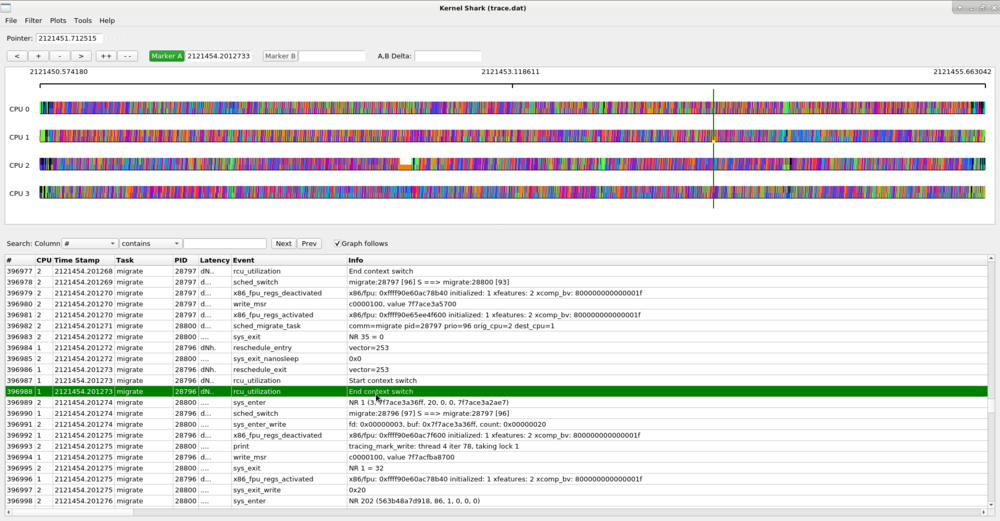 Kernel Shark (trace.dat)
File Filter Plots Tools Help
Pointer: 2121451.712515
< + - > ++ -- Marker A 2121454.2012733 Marker B A,B Delta:
2121450.574180 2121453.118611 2121455.663042
CPU 0
CPU 1
CPU 2
CPU 3
Search: Column # contains Next Prev Graph follows
# CPU Time Stamp Task PID Latency Event Info
396977 2 2121454.201268 migrate 28797 dN.. rcu_utilization End context switch
396978 2 2121454.201269 migrate 28797 d... sched_switch migrate:28797 [96] S ==> migrate:28800 [93]
396979 2 2121454.201270 migrate 28797 d... x86_fpu_regs_deactivated x86/fpu: 0xffff90e60ac78b40 initialized: 1 xfeatures: 2 xcomp_bv: 800000000000001f
396980 2 2121454.201270 migrate 28797 d... write_msr c0000100, value 7f7ace3a5700
396981 2 2121454.201270 migrate 28797 d... x86_fpu_regs_activated x86/fpu: 0xffff90e65ee4f600 initialized: 1 xfeatures: 2 xcomp_bv: 800000000000001f
396982 2 2121454.201271 migrate 28800 d... sched_migrate_task comm=migrate pid=28797 prio=96 orig_cpu=2 dest_cpu=1
396983 2 2121454.201272 migrate 28800 .... sys_exit NR 35 = 0
396984 1 2121454.201272 migrate 28796 dNh. reschedule_entry vector=253
396985 2 2121454.201272 migrate 28800 .... sys_exit_nanosleep 0x0
396986 1 2121454.201273 migrate 28796 dNh. reschedule_exit vector=253
396987 1 2121454.201273 migrate 28796 dN.. rcu_utilization Start context switch
396988 1 2121454.201273 migrate 28796 dN.. rcu_utilization End context switch
396989 2 2121454.201274 migrate 28800 .... sys_enter NR 1 (3, 7f7ace3a36ff, 20, 0, 0, 7f7ace3a2ae7)
396990 1 2121454.201274 migrate 28796 d... sched_switch migrate:28796 [97] S ==> migrate:28797 [96]
396991 2 2121454.201274 migrate 28800 .... sys_enter_write fd: 0x00000003, buf: 0x7f7ace3a36ff, count: 0x00000020
396992 1 2121454.201275 migrate 28796 d... x86_fpu_regs_deactivated x86/fpu: 0xffff90e60ac7f600 initialized: 1 xfeatures: 2 xcomp_bv: 800000000000001f
396993 2 2121454.201275 migrate 28800 .... print tracing_mark_write: thread 4 iter 78, taking lock 1
396994 1 2121454.201275 migrate 28796 d... write_msr c0000100, value 7f7acfba8700
396995 2 2121454.201275 migrate 28800 .... sys_exit NR 1 = 32
396996 1 2121454.201275 migrate 28796 d... x86_fpu_regs_activated x86/fpu: 0xffff90e60ac78b40 initialized: 1 xfeatures: 2 xcomp_bv: 800000000000001f
396997 2 2121454.201275 migrate 28800 .... sys_exit_write 0x20
396998 2 2121454.201276 migrate 28800 .... sys_enter NR 202 (563b48a7d918, 86, 1, 0, 0, 0)